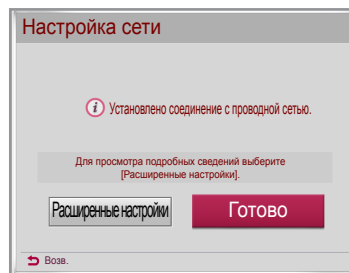 Настройка сети
Установлено соединение с проводной сетью.
Для просмотра подробных сведений выберите
[Расширенные настройки].
Расширенные настройки Готово
Возв.